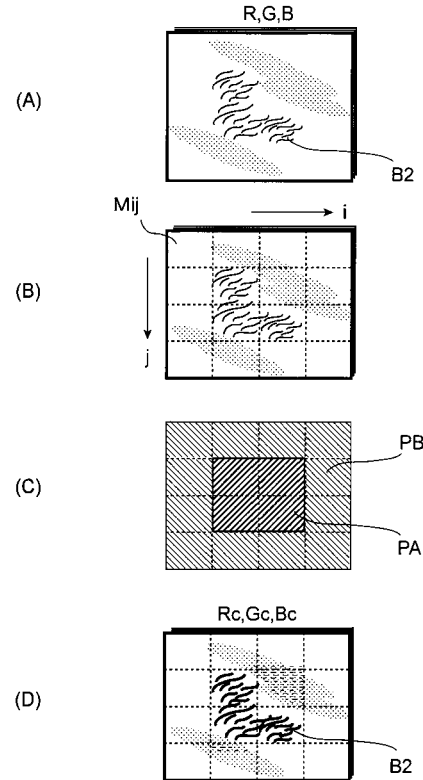 R,G,B
(A)
B2
Mij
i
(B)
j
(C)
PB
PA
Rc,Gc,Bc
(D)
B2